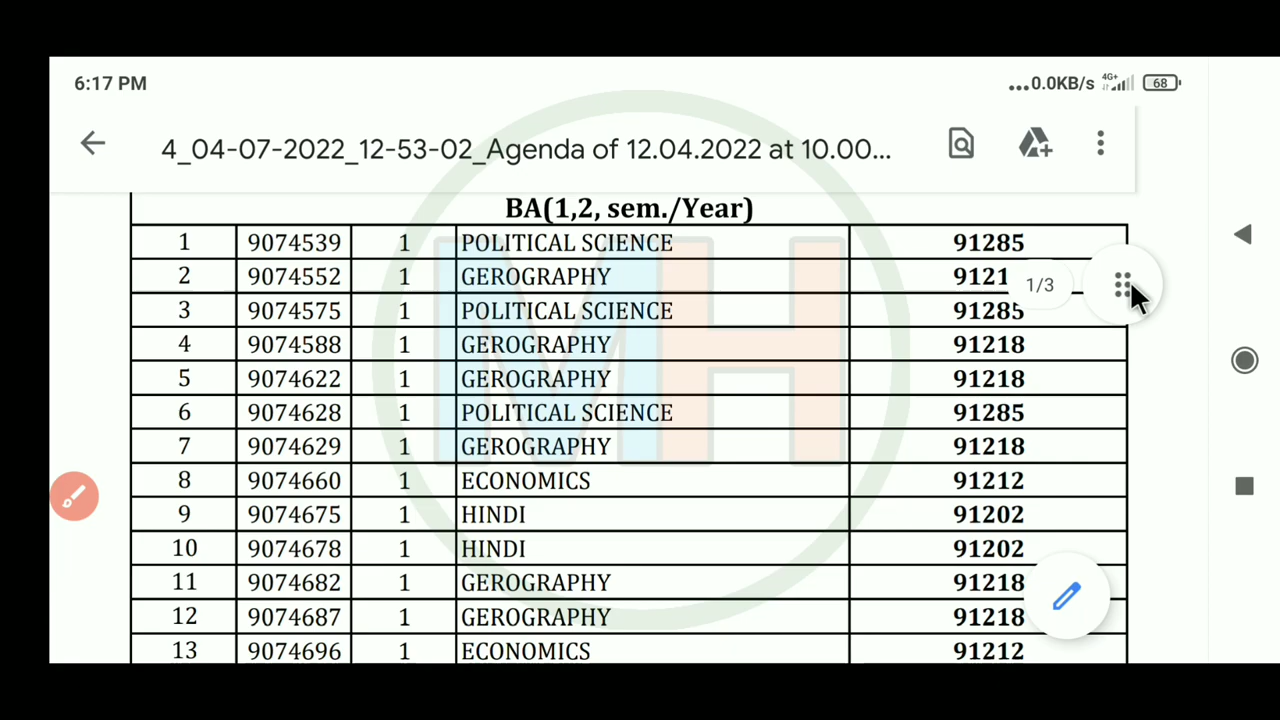 6:17 PM ...0.0KB/s 4G+ 68
4_04-07-2022_12-53-02_Agenda of 12.04.2022 at 10.00...
BA(1,2, sem./Year)
1 9074539 1 POLITICAL SCIENCE 91285
2 9074552 1 GEROGRAPHY 9121
1/3
3 9074575 1 POLITICAL SCIENCE 91285
4 9074588 1 GEROGRAPHY 91218
5 9074622 1 GEROGRAPHY 91218
6 9074628 1 POLITICAL SCIENCE 91285
7 9074629 1 GEROGRAPHY 91218
8 9074660 1 ECONOMICS 91212
9 9074675 1 HINDI 91202
10 9074678 1 HINDI 91202
11 9074682 1 GEROGRAPHY 91218
12 9074687 1 GEROGRAPHY 91218
13 9074696 1 ECONOMICS 91212
MH